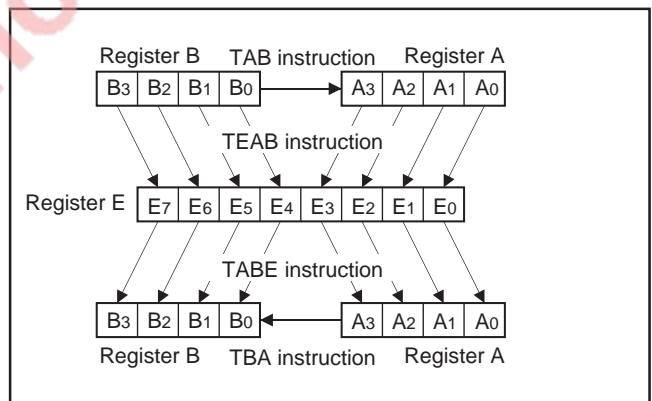 Register B TAB instruction Register A
B3 B2 B1 B0 A3 A2 A1 A0
TEAB instruction
Register E E7 E6 E5 E4 E3 E2 E1 E0
TABE instruction
B3 B2 B1 B0 A3 A2 A1 A0
Register B TBA instruction Register A